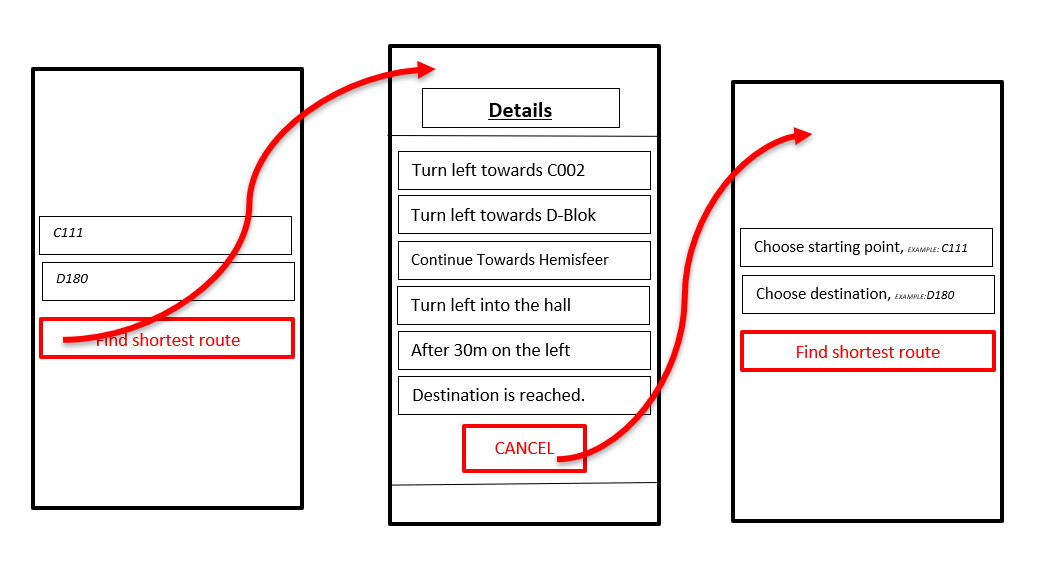 C111
D180
Find shortest route
Details
Turn left towards C002
Turn left towards D-Blok
Continue Towards Hemisfeer
Turn left into the hall
After 30m on the left
Destination is reached.
CANCEL
Choose starting point, EXAMPLE: C111
Choose destination, EXAMPLE:D180
Find shortest route